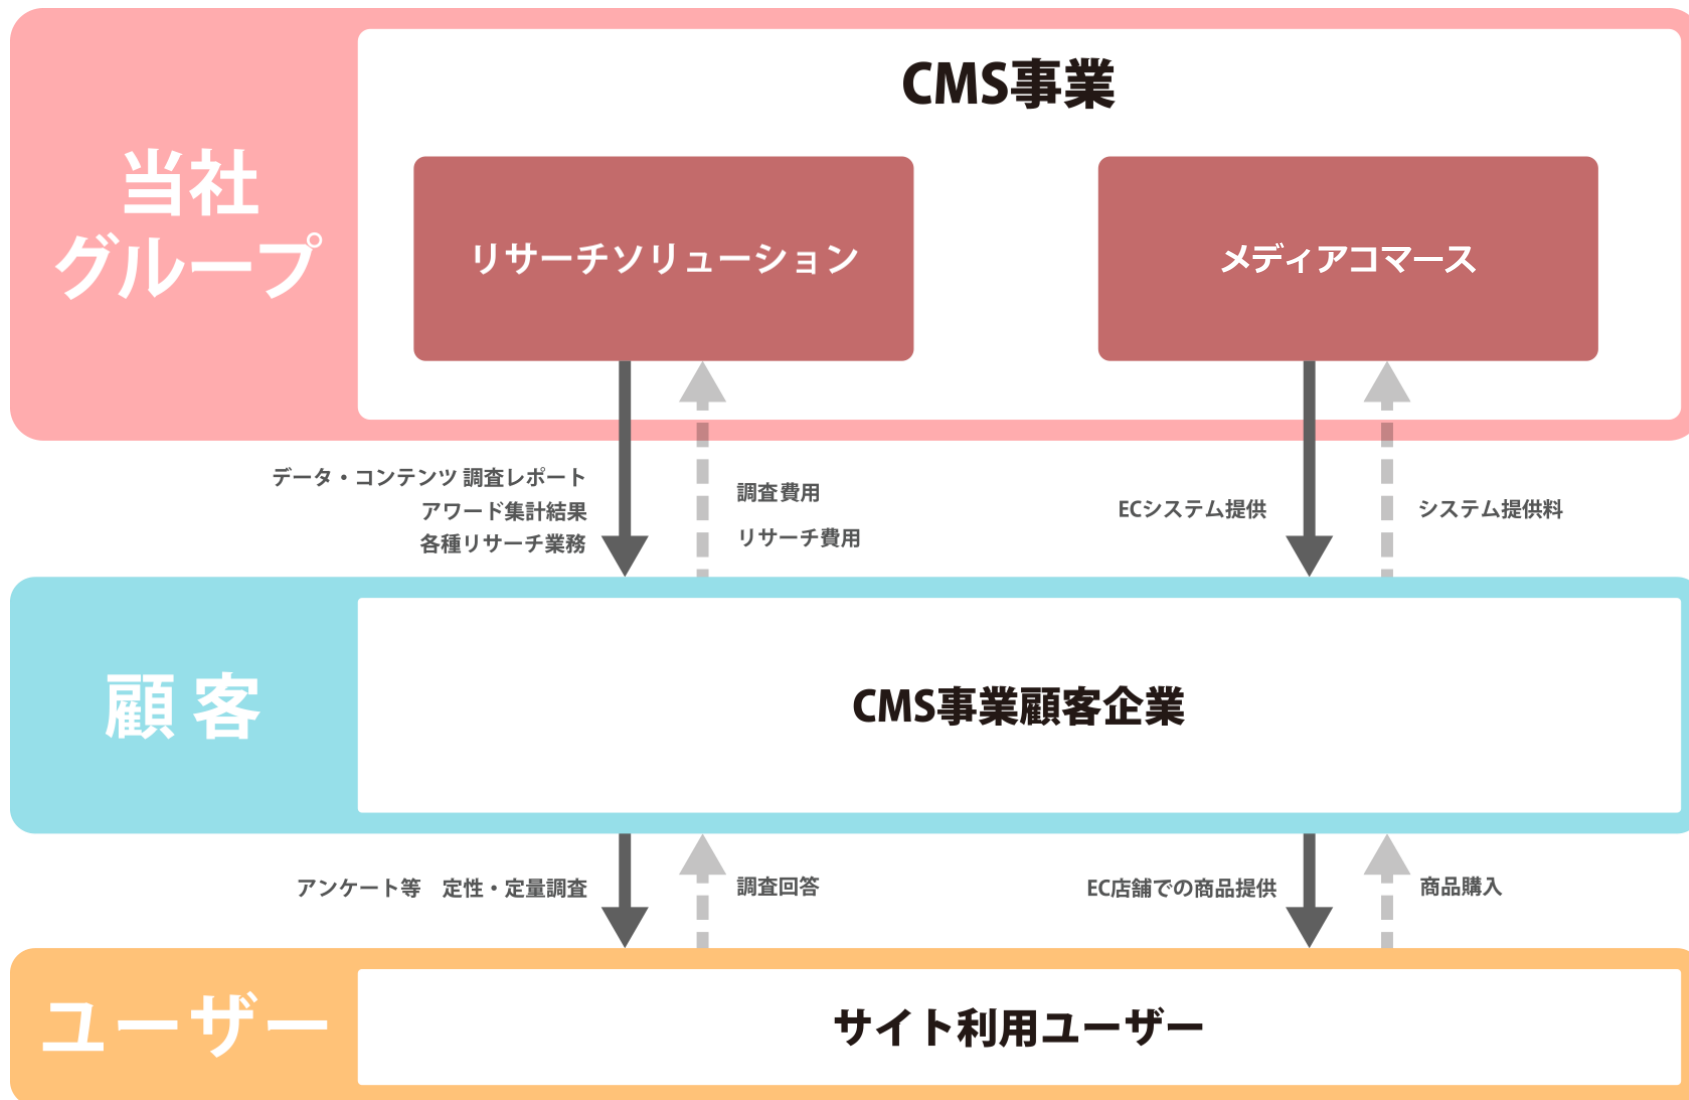 CMS事業
当社
グループ
リサーチソリューション
メディアコマース
データ・コンテンツ 調査レポート
アワード集計結果
各種リサーチ業務
調査費用
リサーチ費用
ECシステム提供
システム提供料
顧客
CMS事業顧客企業
アンケート等　定性・定量調査
調査回答
EC店舗での商品提供
商品購入
ユーザー
サイト利用ユーザー